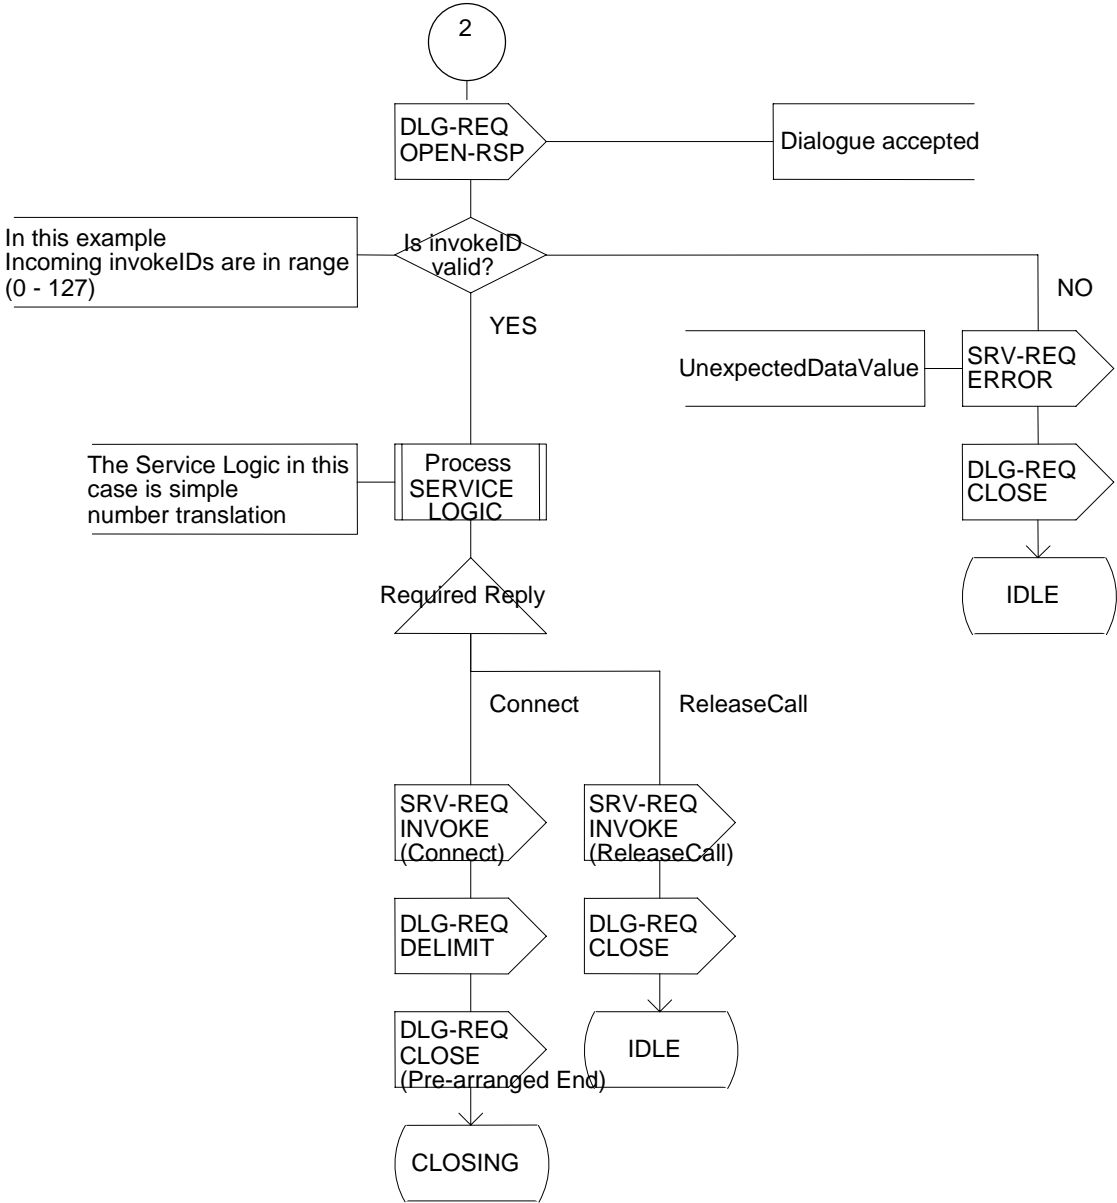 2
DLG-REQ
OPEN-RSP
Dialogue accepted
In this example
Incoming invokeIDs are in range
(0 - 127)
Is invokeID
valid?
NO
YES
UnexpectedDataValue
SRV-REQ
ERROR
The Service Logic in this
case is simple
number translation
Process
SERVICE
LOGIC
DLG-REQ
CLOSE
Required Reply
IDLE
Connect
ReleaseCall
SRV-REQ
INVOKE
(Connect)
SRV-REQ
INVOKE
(ReleaseCall)
DLG-REQ
DELIMIT
DLG-REQ
CLOSE
DLG-REQ
CLOSE
(Pre-arranged End)
IDLE
CLOSING